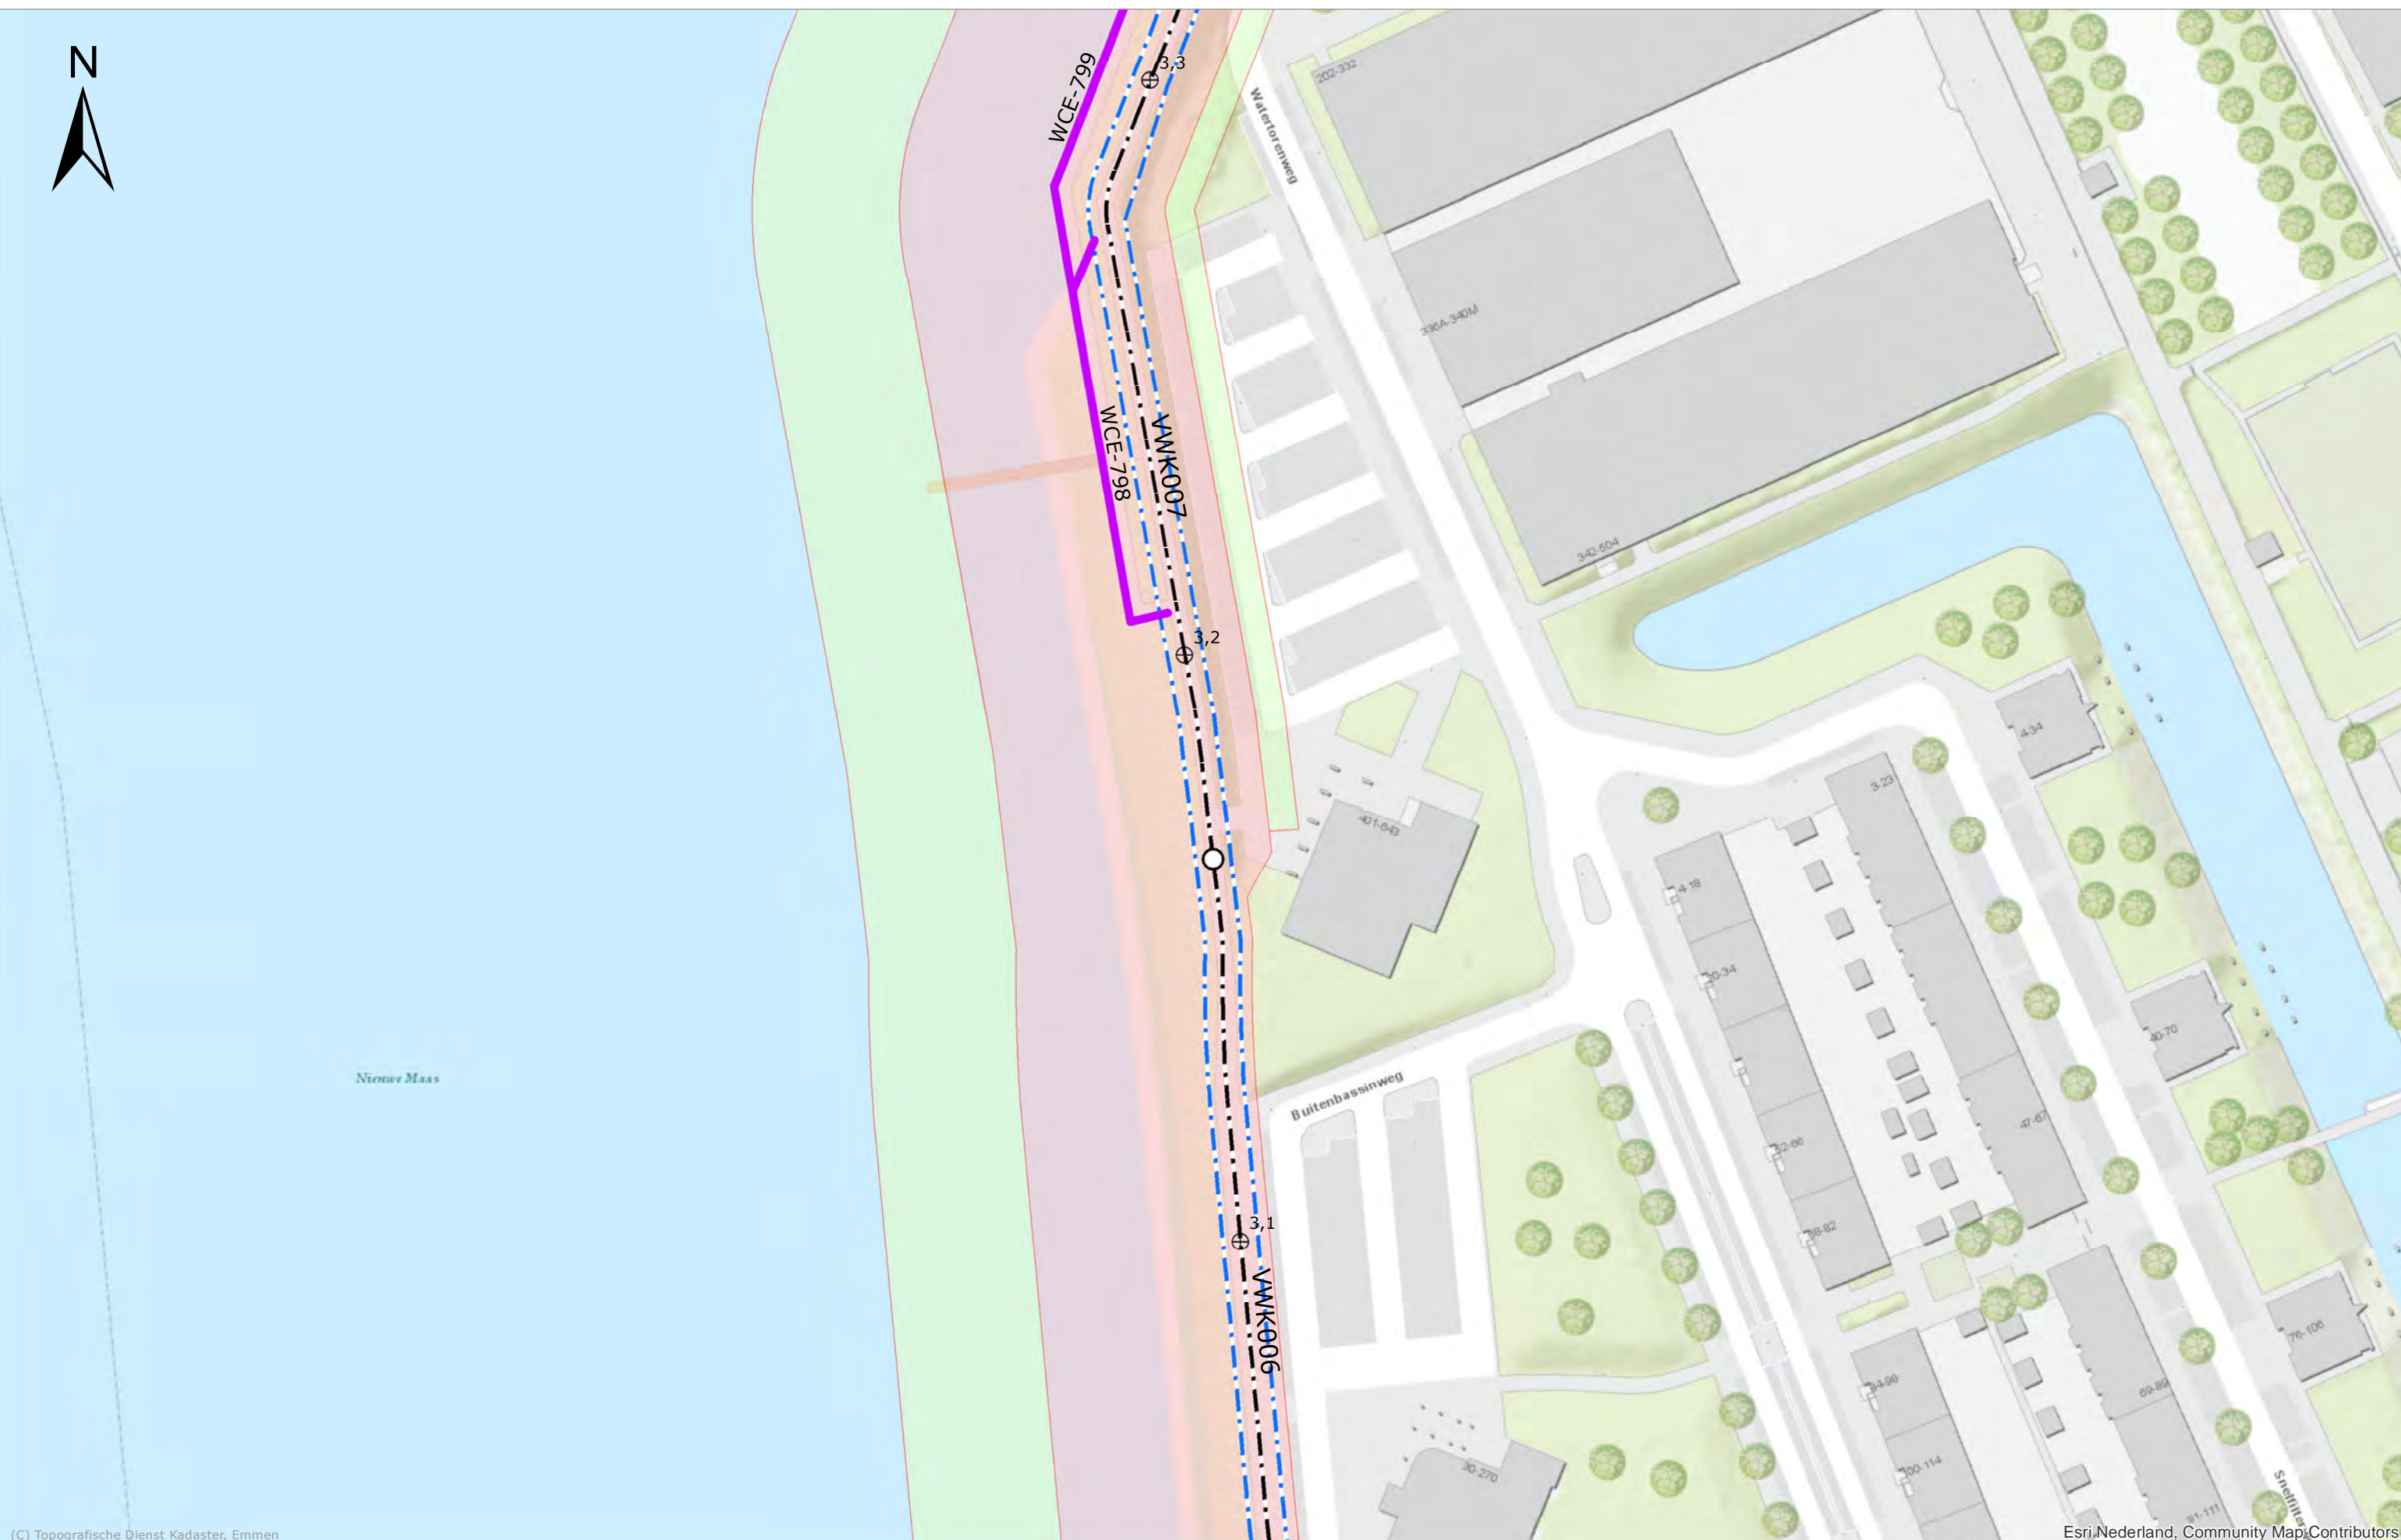 N
3,3
WCE-799
Watertorenweg
202-332
336A-340M
WCE-798
VWK007
342-504
3,2
4-34
3-23
401-643
4-18
20-34
40-70
Nieuwe Maas
Buitenbassinweg
52-66
47-67
68-82
3,1
VWK006
76-106
84-98
69-89
30-270
100-114
91-111
(C) Topografische Dienst Kadaster, Emmen
Esri Nederland, Community Map Contributors